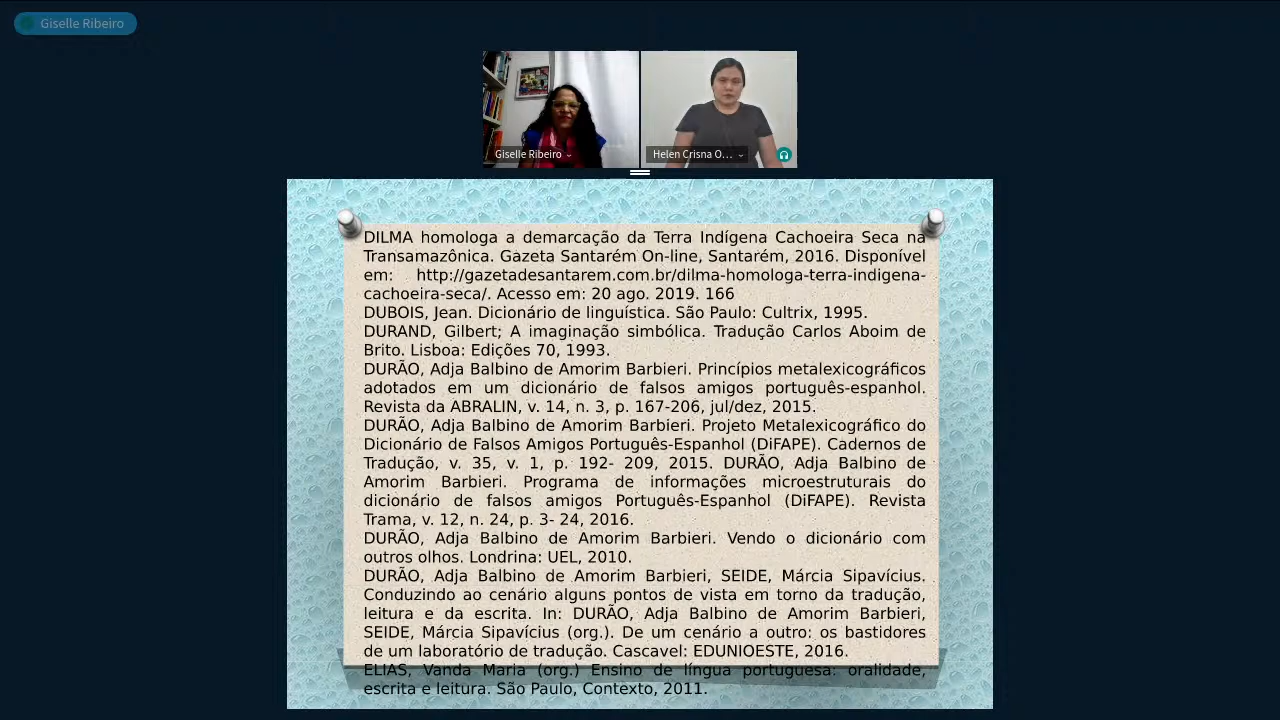 Giselle Ribeiro
Giselle Ribeiro
Helen Crisna O...
DILMA homologa a demarcação da Terra Indígena Cachoeira Seca na
Transamazônica. Gazeta Santarém On-line, Santarém, 2016. Disponível
em: http://gazetadesantarem.com.br/dilma-homologa-terra-indigena-
cachoeira-seca/. Acesso em: 20 ago. 2019. 166
DUBOIS, Jean. Dicionário de linguística. São Paulo: Cultrix, 1995.
DURAND, Gilbert; A imaginação simbólica. Tradução Carlos Aboim de
Brito. Lisboa: Edições 70, 1993.
DURÃO, Adja Balbino de Amorim Barbieri. Princípios metalexicográficos
adotados em um dicionário de falsos amigos português-espanhol.
Revista da ABRALIN, v. 14, n. 3, p. 167-206, jul/dez, 2015.
DURÃO, Adja Balbino de Amorim Barbieri. Projeto Metalexicográfico do
Dicionário de Falsos Amigos Português-Espanhol (DiFAPE). Cadernos de
Tradução, v. 35, v. 1, p. 192- 209, 2015. DURÃO, Adja Balbino de
Amorim Barbieri. Programa de informações microestruturais do
dicionário de falsos amigos Português-Espanhol (DiFAPE). Revista
Trama, v. 12, n. 24, p. 3- 24, 2016.
DURÃO, Adja Balbino de Amorim Barbieri. Vendo o dicionário com
outros olhos. Londrina: UEL, 2010.
DURÃO, Adja Balbino de Amorim Barbieri, SEIDE, Márcia Sipavícius.
Conduzindo ao cenário alguns pontos de vista em torno da tradução,
leitura e da escrita. In: DURÃO, Adja Balbino de Amorim Barbieri,
SEIDE, Márcia Sipavícius (org.). De um cenário a outro: os bastidores
de um laboratório de tradução. Cascavel: EDUNIOESTE, 2016.
ELIAS, Vanda Maria (org.) Ensino de língua portuguesa: oralidade,
escrita e leitura. São Paulo, Contexto, 2011.